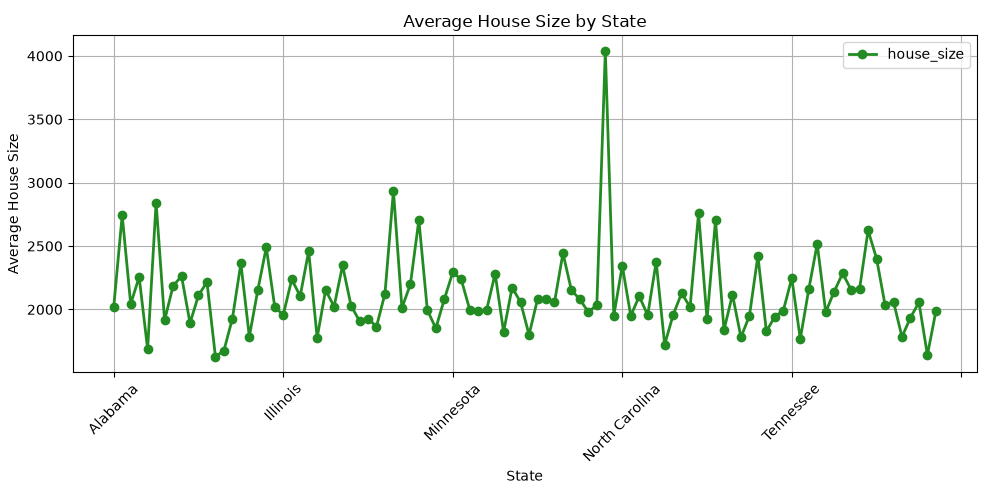 Average House Size by State
house_size
Average House Size
4000
3500
3000
2500
2000
Alabama
Illinois
Minnesota
North Carolina
Tennessee
State